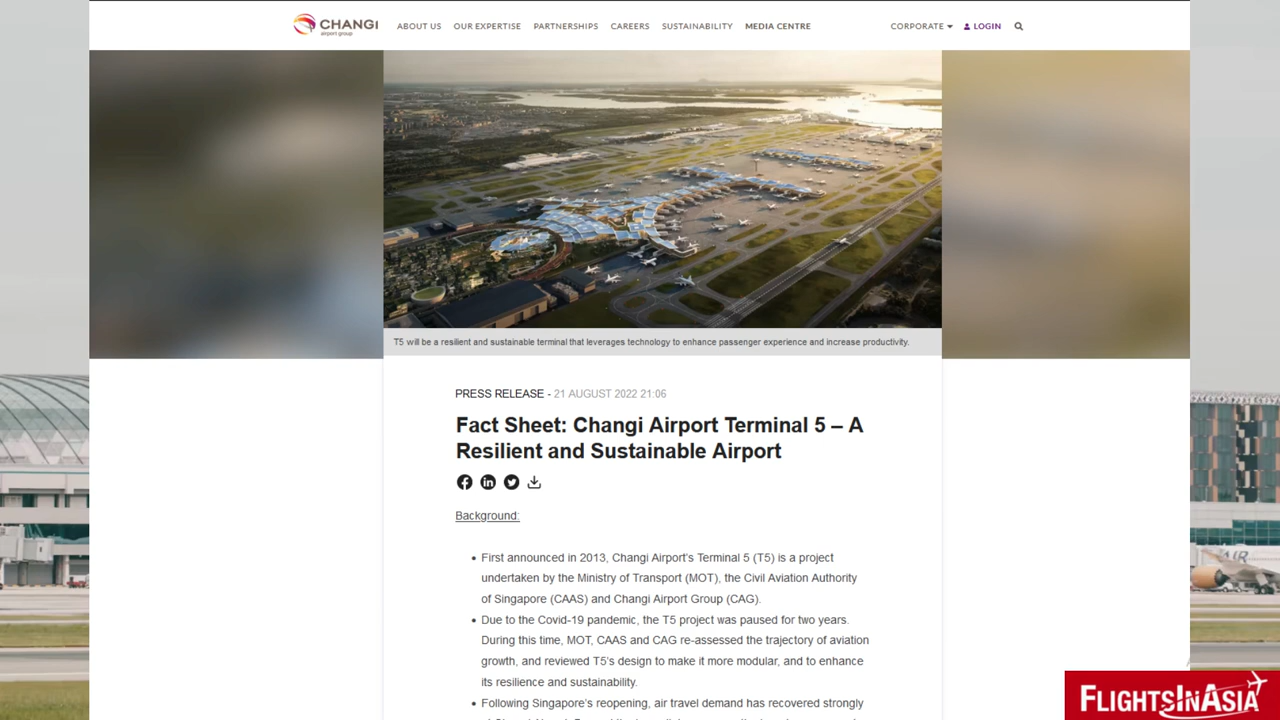 CHANGI
airport group
ABOUT US
OUR EXPERTISE
PARTNERSHIPS
CAREERS
SUSTAINABILITY
MEDIA CENTRE
CORPORATE
LOGIN
T5 will be a resilient and sustainable terminal that leverages technology to enhance passenger experience and increase productivity.
PRESS RELEASE - 21 AUGUST 2022 21:06
Fact Sheet: Changi Airport Terminal 5 – A
Resilient and Sustainable Airport
Background:
First announced in 2013, Changi Airport's Terminal 5 (T5) is a project
undertaken by the Ministry of Transport (MOT), the Civil Aviation Authority
of Singapore (CAAS) and Changi Airport Group (CAG).
Due to the Covid-19 pandemic, the T5 project was paused for two years.
During this time, MOT, CAAS and CAG re-assessed the trajectory of aviation
growth, and reviewed T5's design to make it more modular, and to enhance
its resilience and sustainability.
Following Singapore's reopening, air travel demand has recovered strongly
FLIGHTSINASIA